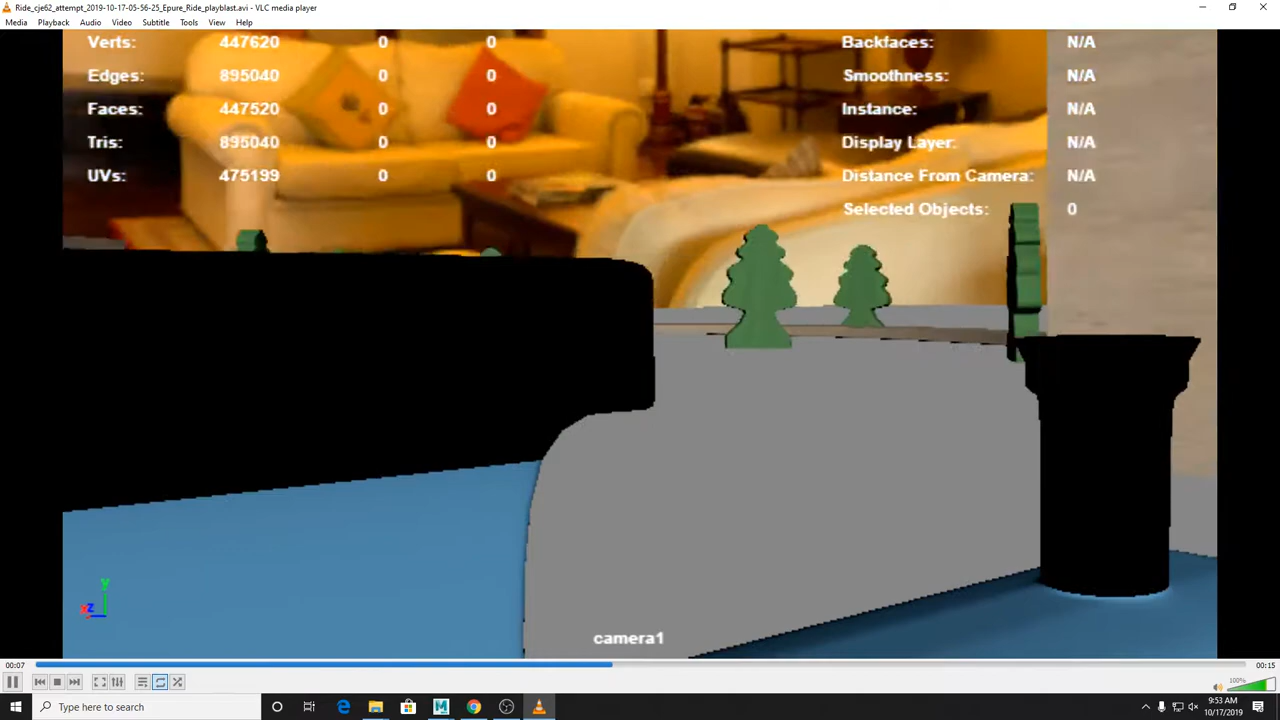 Ride_cje62_attempt_2019-10-17-05-56-25_Epure_Ride_playblast.avi - VLC media player
Media Playback Audio Video Subtitle Tools View Help
Verts: 447620 0 0
Edges: 895040 0 0
Faces: 447520 0 0
Tris: 895040 0 0
UVs: 475199 0 0
Backfaces: N/A
Smoothness: N/A
Instance: N/A
Display Layer: N/A
Distance From Camera: N/A
Selected Objects: 0
Y
XZ
camera1
00:07 00:15
100%
Type here to search
9:53 AM
10/17/2019